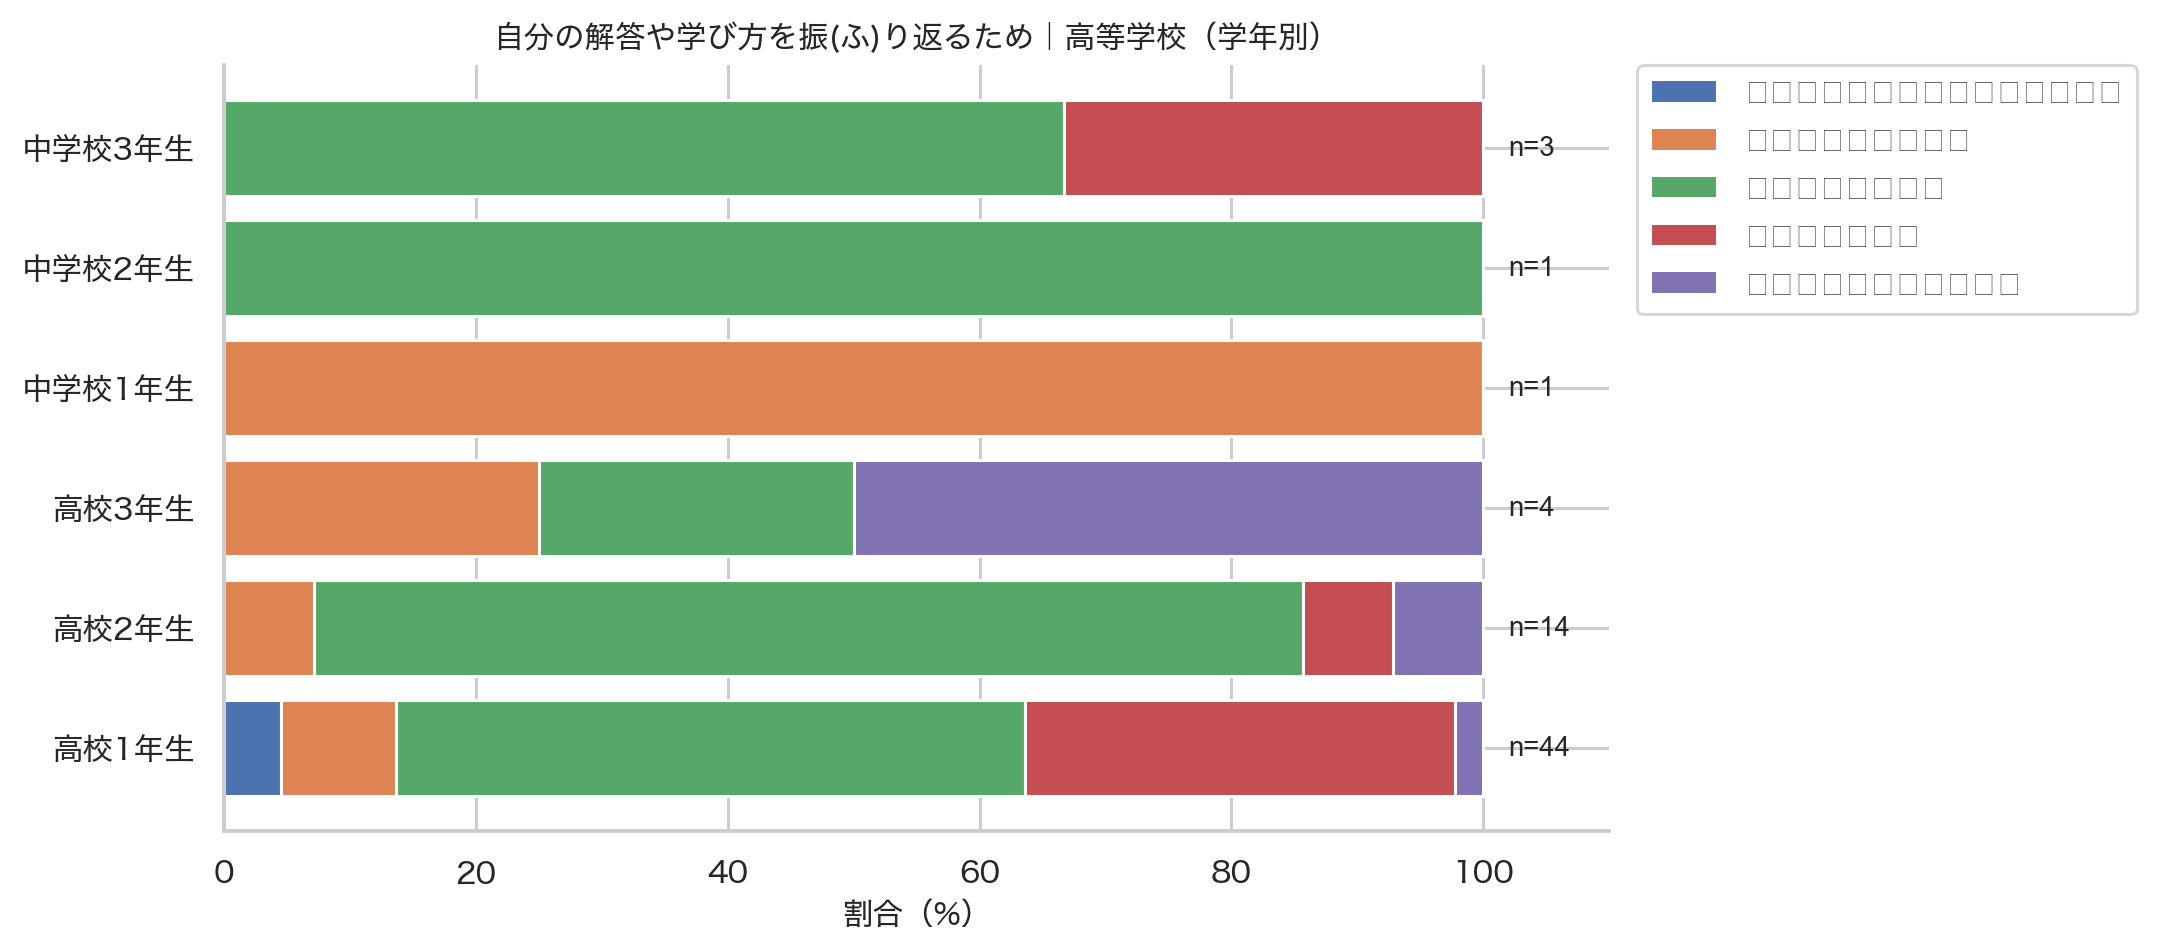 自分の解答や学び方を振(ふ)り返るため｜高等学校（学年別）
中学校3年生
n=3
中学校2年生
n=1
中学校1年生
n=1
高校3年生
n=4
高校2年生
n=14
高校1年生
n=44
0 20 40 60 80 100
割合（%）